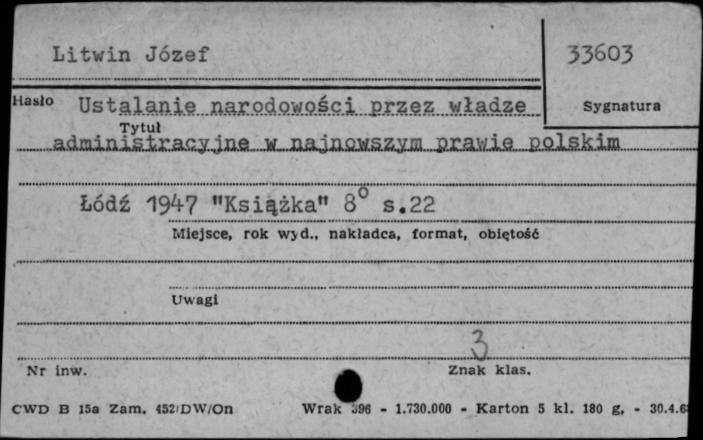 Litwin Józef
33603
Hasło Ustalanie narodowości przez władze
Sygnatura
Tytuł
administracyjne w najnowszym prawie polskim
Łódź 1947 "Książka" 8° s.22
Miejsce, rok wyd., nakładca, format, objętość
Uwagi
3
Nr inw.
Znak klas.
CWD B 15a Zam. 452/DW/On Wrak 396 - 1.730.000 - Karton 5 kl. 180 g, - 30.4.6